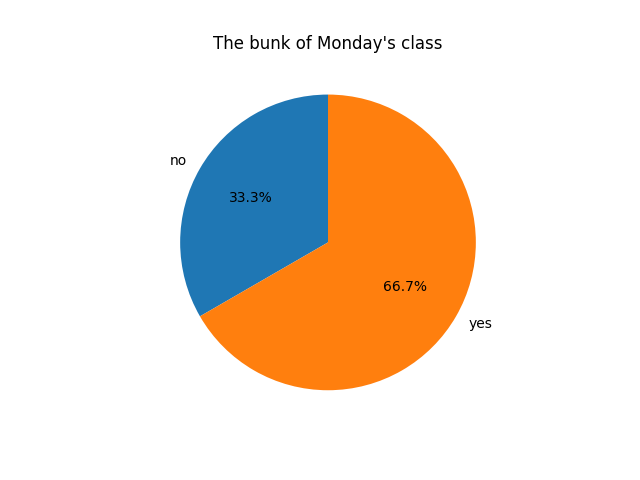 The bunk of Monday's class
no
33.3%
66.7%
yes